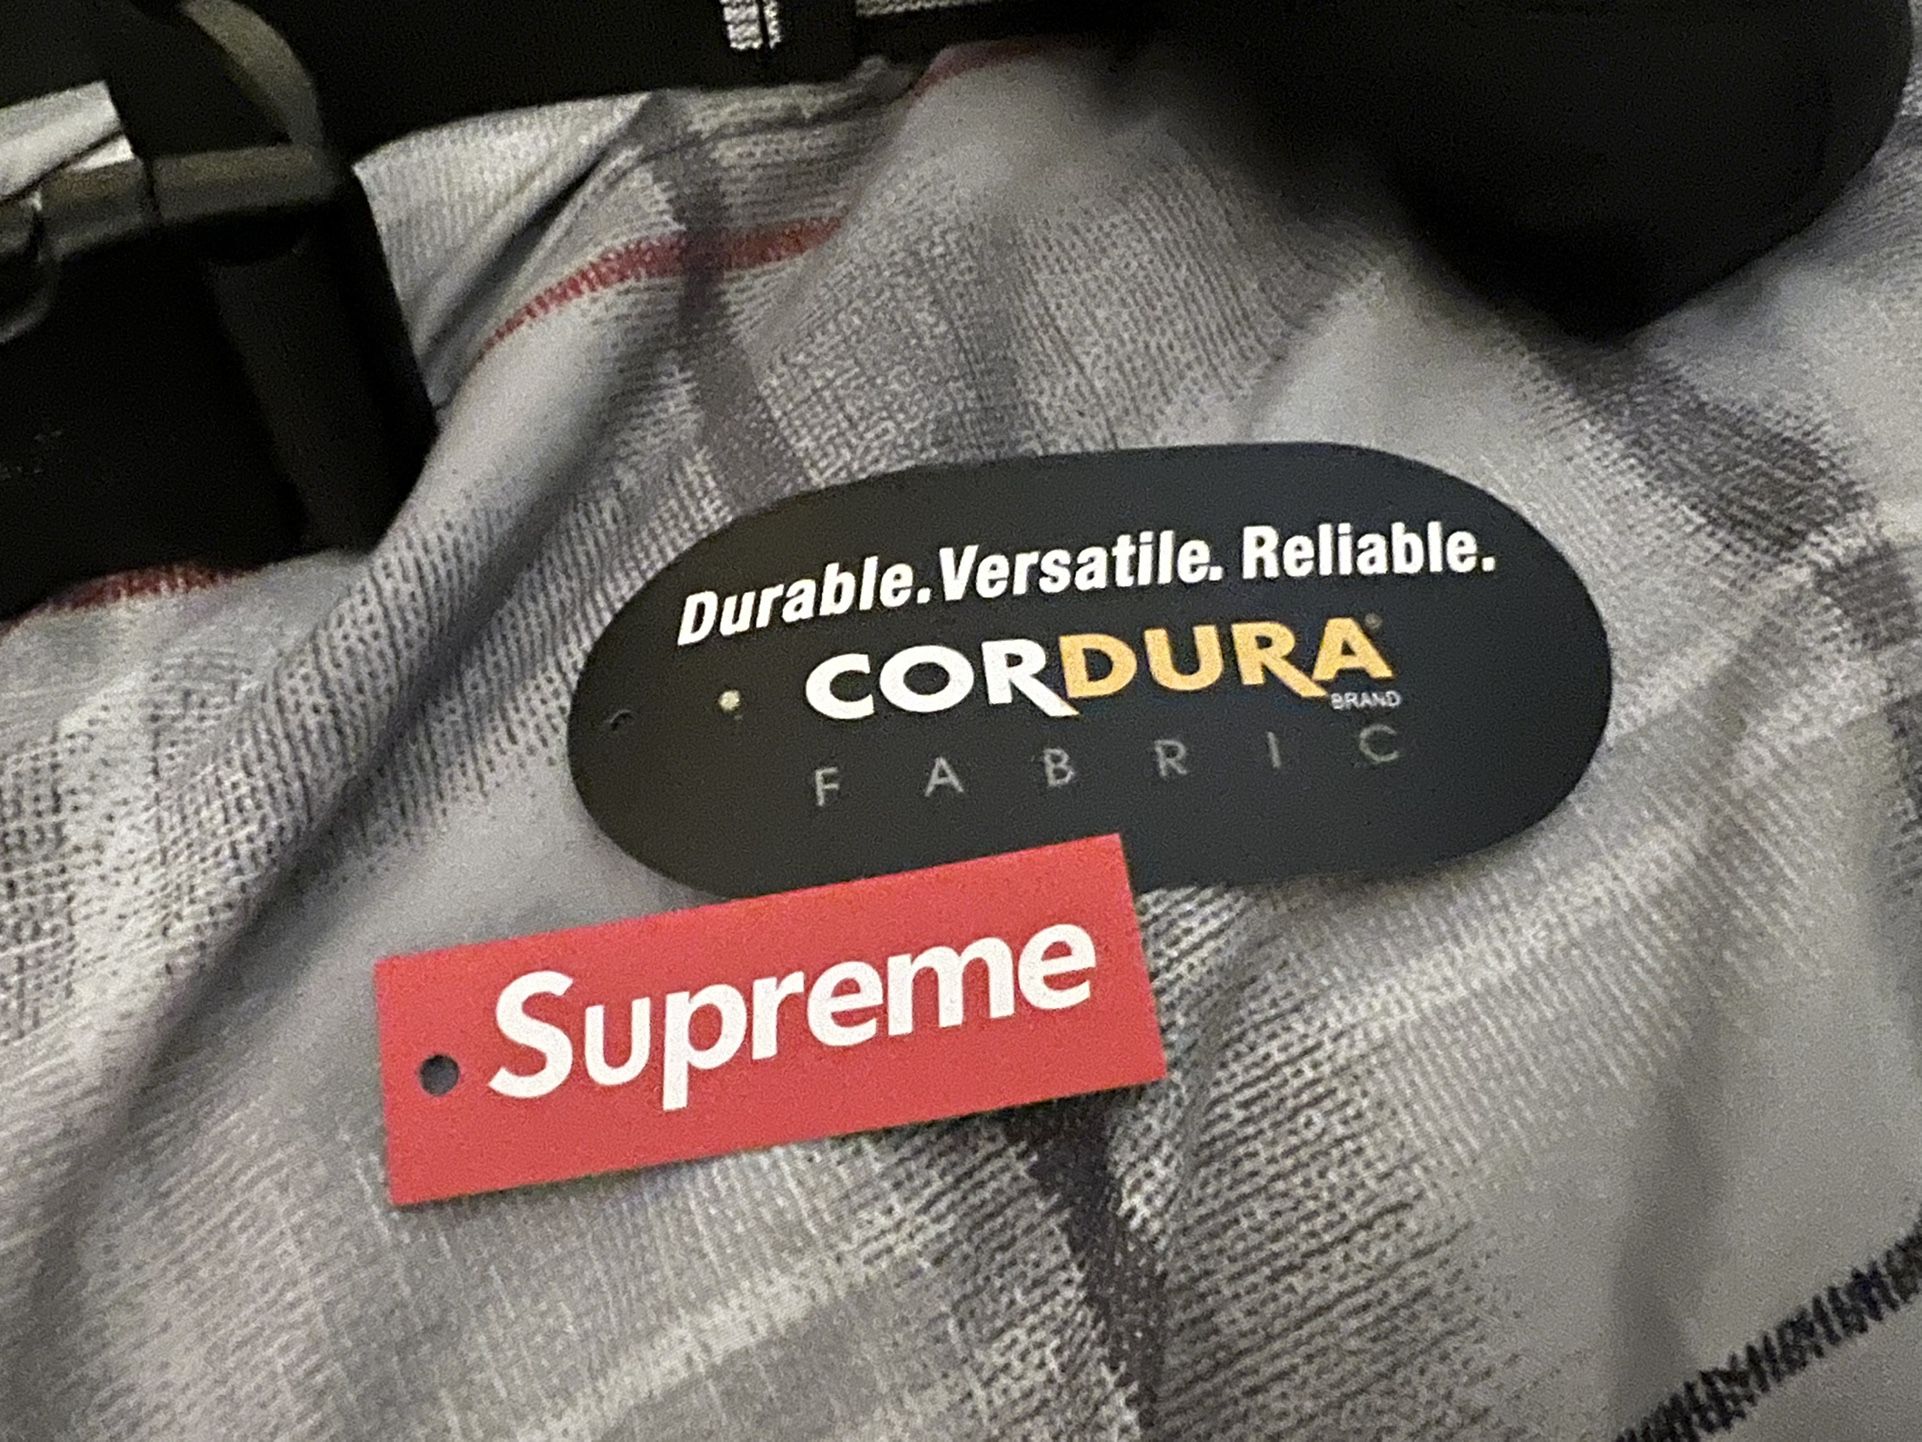 Durable. Versatile. Reliable.
CORDURA®
BRAND
FABRIC
Supreme